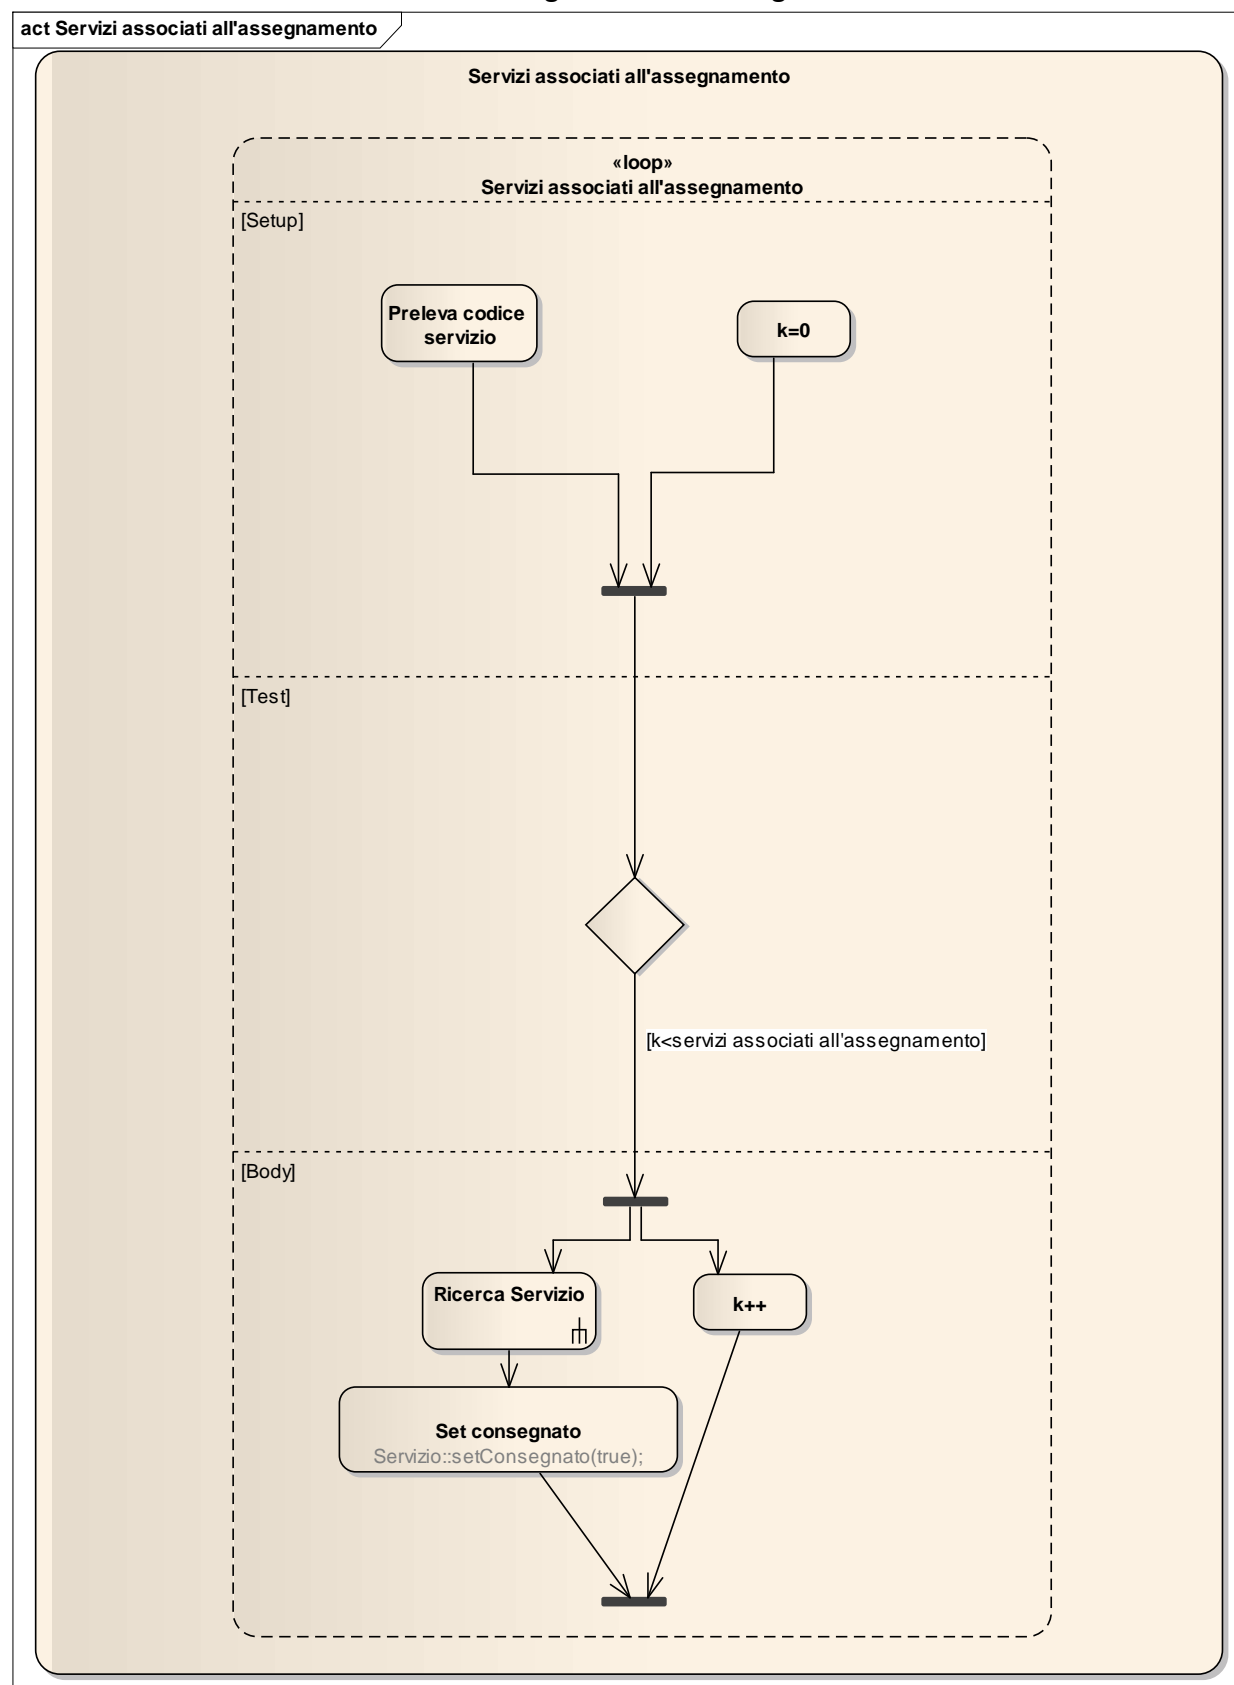 act Servizi associati all'assegnamento
Servizi associati all'assegnamento
«loop»
Servizi associati all'assegnamento
[Setup]
Preleva codice
servizio
k=0
[Test]
[k<servizi associati all'assegnamento]
[Body]
Ricerca Servizio
k++
Set consegnato
Servizio::setConsegnato(true);